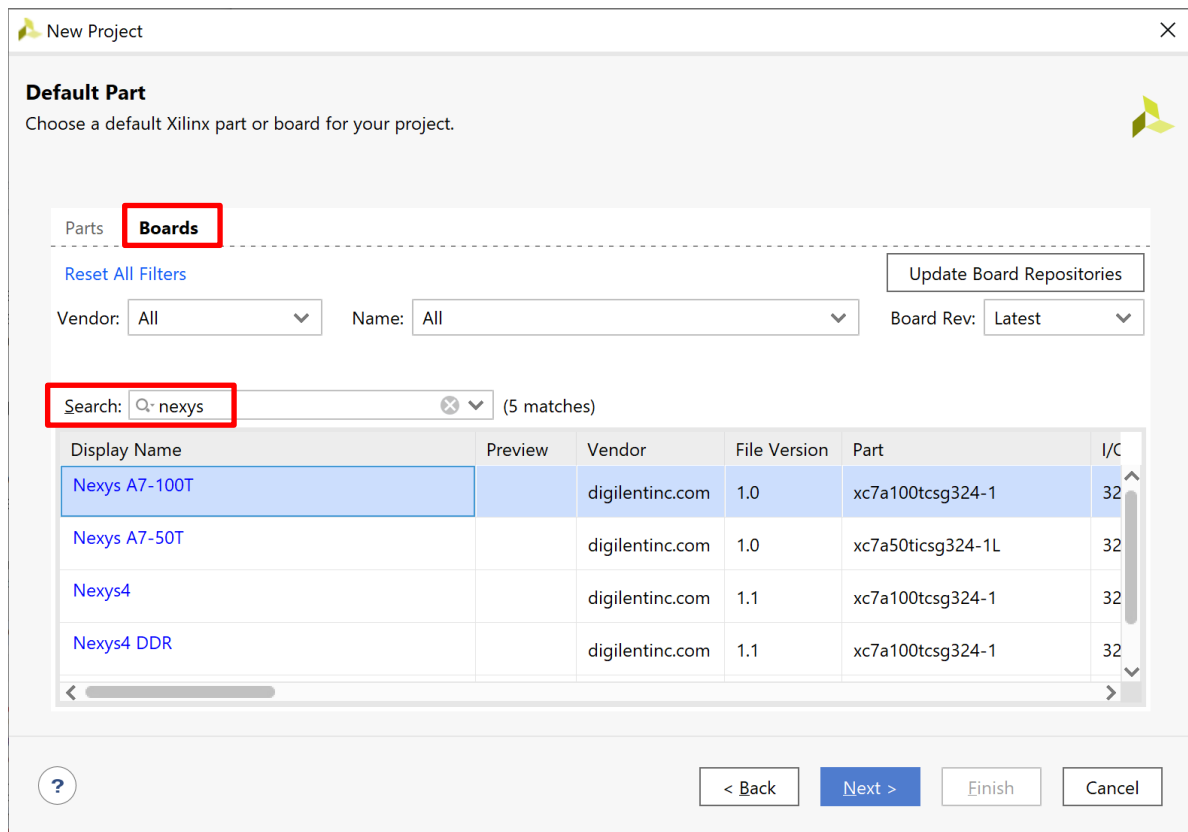 New Project
Default Part
Choose a default Xilinx part or board for your project.
Parts Boards
Reset All Filters Update Board Repositories
Vendor: All Name: All Board Rev: Latest
Search: nexys (5 matches)
Display Name Preview Vendor File Version Part I/O
Nexys A7-100T digilentinc.com 1.0 xc7a100tcsg324-1 32
Nexys A7-50T digilentinc.com 1.0 xc7a50ticsg324-1L 32
Nexys4 digilentinc.com 1.1 xc7a100tcsg324-1 32
Nexys4 DDR digilentinc.com 1.1 xc7a100tcsg324-1 32
? < Back Next > Finish Cancel